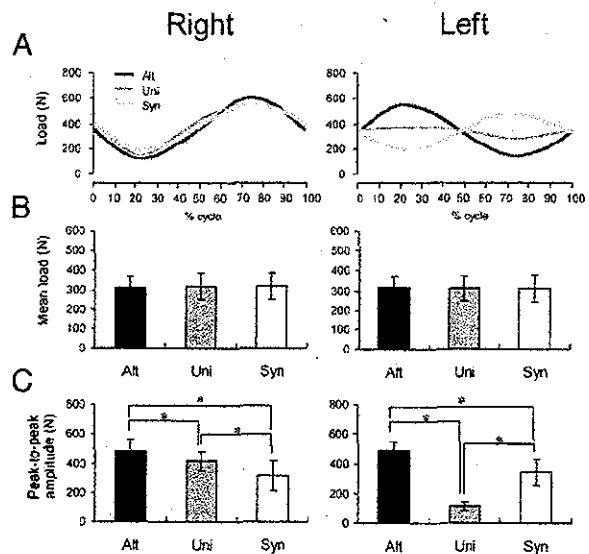 Right Left
A
Load (N)
800 800
600 600
400 400
200 200
0 0
Alt
Uni
Syn
0 10 20 30 40 50 60 70 80 90 100 0 10 20 30 40 50 60 70 80 90 100
% cycle % cycle
B
Mean load (N)
600 600
500 500
400 400
300 300
200 200
100 100
0 0
Alt Uni Syn Alt Uni Syn
C
Peak-to-peak
amplitude (N)
800 800
600 600
400 400
200 200
0 0
* * * * * *
Alt Uni Syn Alt Uni Syn